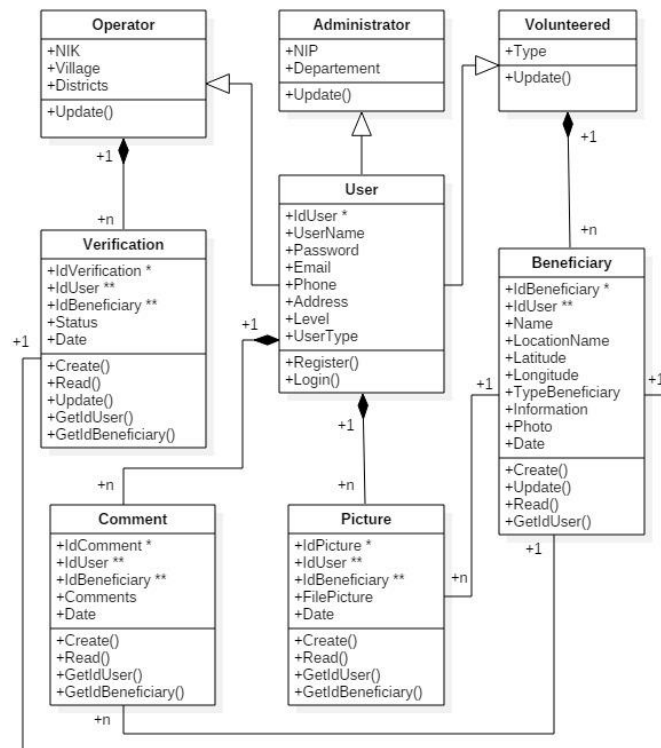 Operator
+NIK
+Village
+Districts
+Update()
Administrator
+NIP
+Departement
+Update()
Volunteered
+Type
+Update()
+1
+n
+1
+n
User
+IdUser *
+UserName
+Password
+Email
+Phone
+Address
+Level
+UserType
+Register()
+Login()
Verification
+IdVerification *
+IdUser **
+IdBeneficiary **
+Status
+Date
+Create()
+Read()
+Update()
+GetIdUser()
+GetIdBeneficiary()
Beneficiary
+IdBeneficiary *
+IdUser **
+Name
+LocationName
+Latitude
+Longitude
+TypeBeneficiary
+Information
+Photo
+Date
+Create()
+Update()
+Read()
+GetIdUser()
+1
+1
+1
+1
+1
+n
+n
+1
Comment
+IdComment *
+IdUser **
+IdBeneficiary **
+Comments
+Date
+Create()
+Read()
+GetIdUser()
+GetIdBeneficiary()
Picture
+IdPicture *
+IdUser **
+IdBeneficiary **
+FilePicture
+Date
+Create()
+Read()
+GetIdUser()
+GetIdBeneficiary()
+n
+n